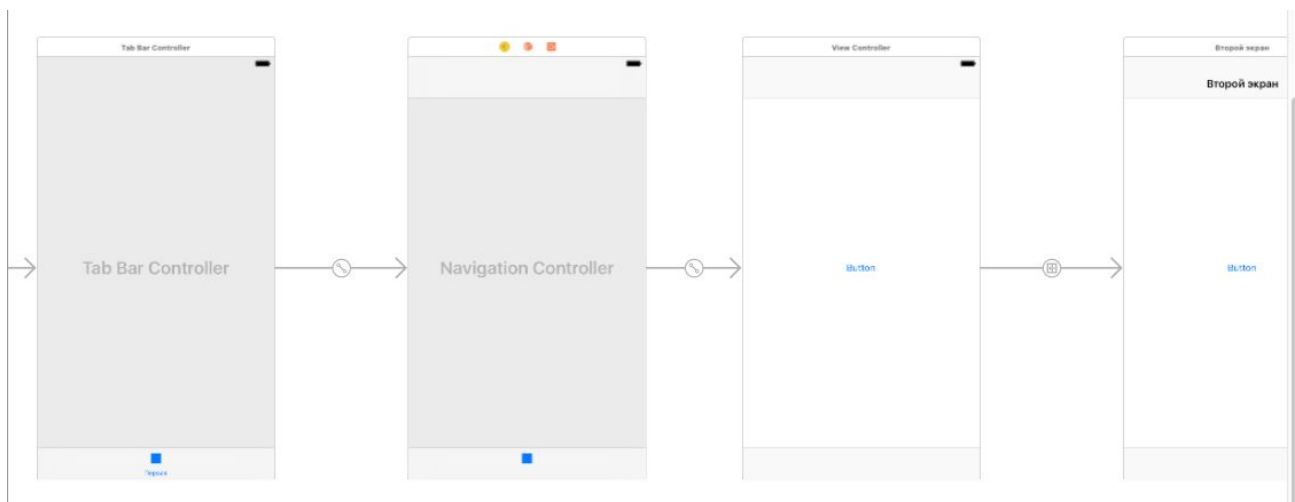 Tab Bar Controller
View Controller
Второй экран
Второй экран
Tab Bar Controller
Navigation Controller
Button
Button